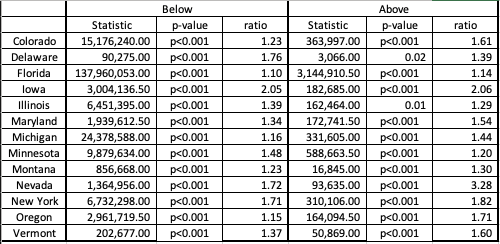 Below Above
Statistic p-value ratio Statistic p-value ratio
Colorado 15,176,240.00 p<0.001 1.23 363,997.00 p<0.001 1.61
Delaware 90,275.00 p<0.001 1.76 3,066.00 0.02 1.39
Florida 137,960,053.00 p<0.001 1.10 3,144,910.50 p<0.001 1.14
Iowa 3,004,136.50 p<0.001 2.05 182,685.00 p<0.001 2.06
Illinois 6,451,395.00 p<0.001 1.39 162,464.00 0.01 1.29
Maryland 1,939,612.50 p<0.001 1.34 172,741.50 p<0.001 1.54
Michigan 24,378,588.00 p<0.001 1.16 331,605.00 p<0.001 1.44
Minnesota 9,879,634.00 p<0.001 1.48 588,663.50 p<0.001 1.20
Montana 856,668.00 p<0.001 1.23 16,845.00 p<0.001 1.30
Nevada 1,364,956.00 p<0.001 1.72 93,635.00 p<0.001 3.28
New York 6,732,298.00 p<0.001 1.71 310,106.00 p<0.001 1.82
Oregon 2,961,719.50 p<0.001 1.15 164,094.50 p<0.001 1.71
Vermont 202,677.00 p<0.001 1.37 50,869.00 p<0.001 1.60